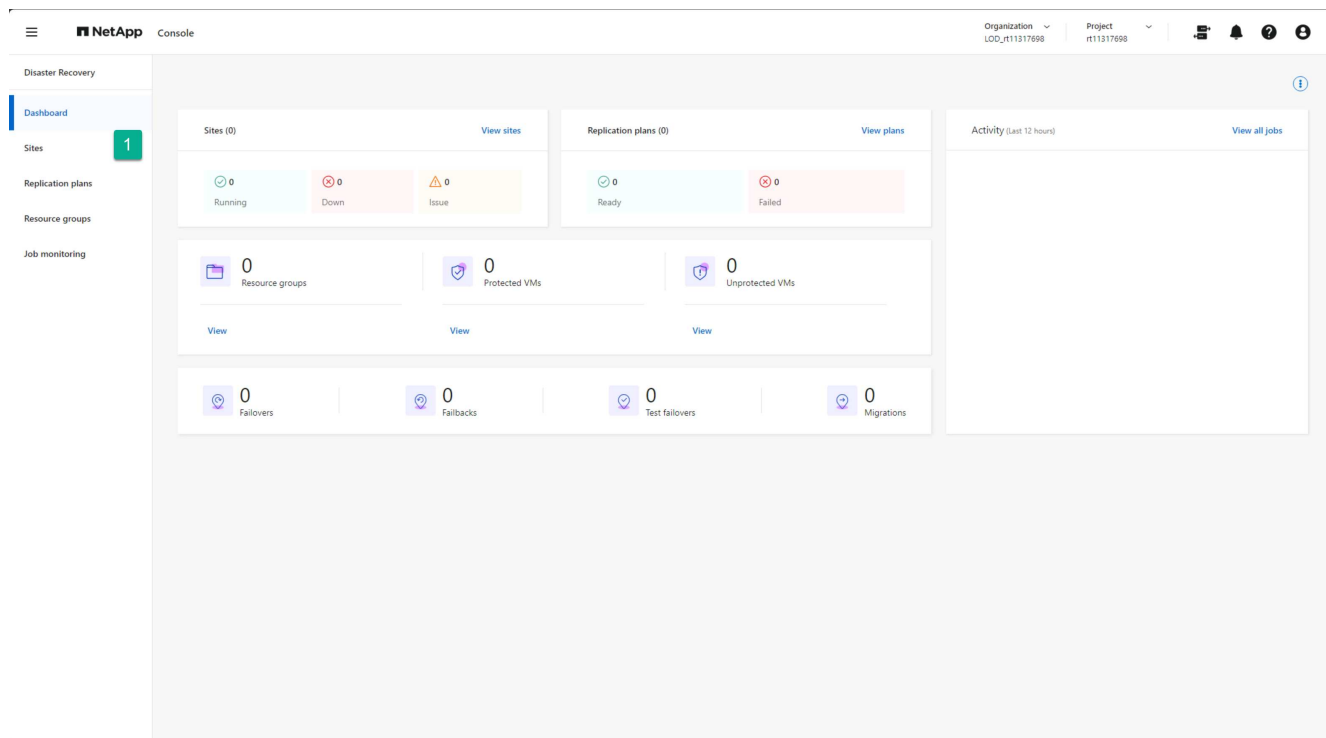 NetApp Console
Organization
LOD_rt11317698
Project
rt11317698
Disaster Recovery
Dashboard
Sites
1
Replication plans
Resource groups
Job monitoring
Sites (0)
View sites
0
Running
0
Down
0
Issue
Replication plans (0)
View plans
0
Ready
0
Failed
Activity (Last 12 hours)
View all jobs
0
Resource groups
View
0
Protected VMs
View
0
Unprotected VMs
View
0
Failovers
0
Failbacks
0
Test failovers
0
Migrations